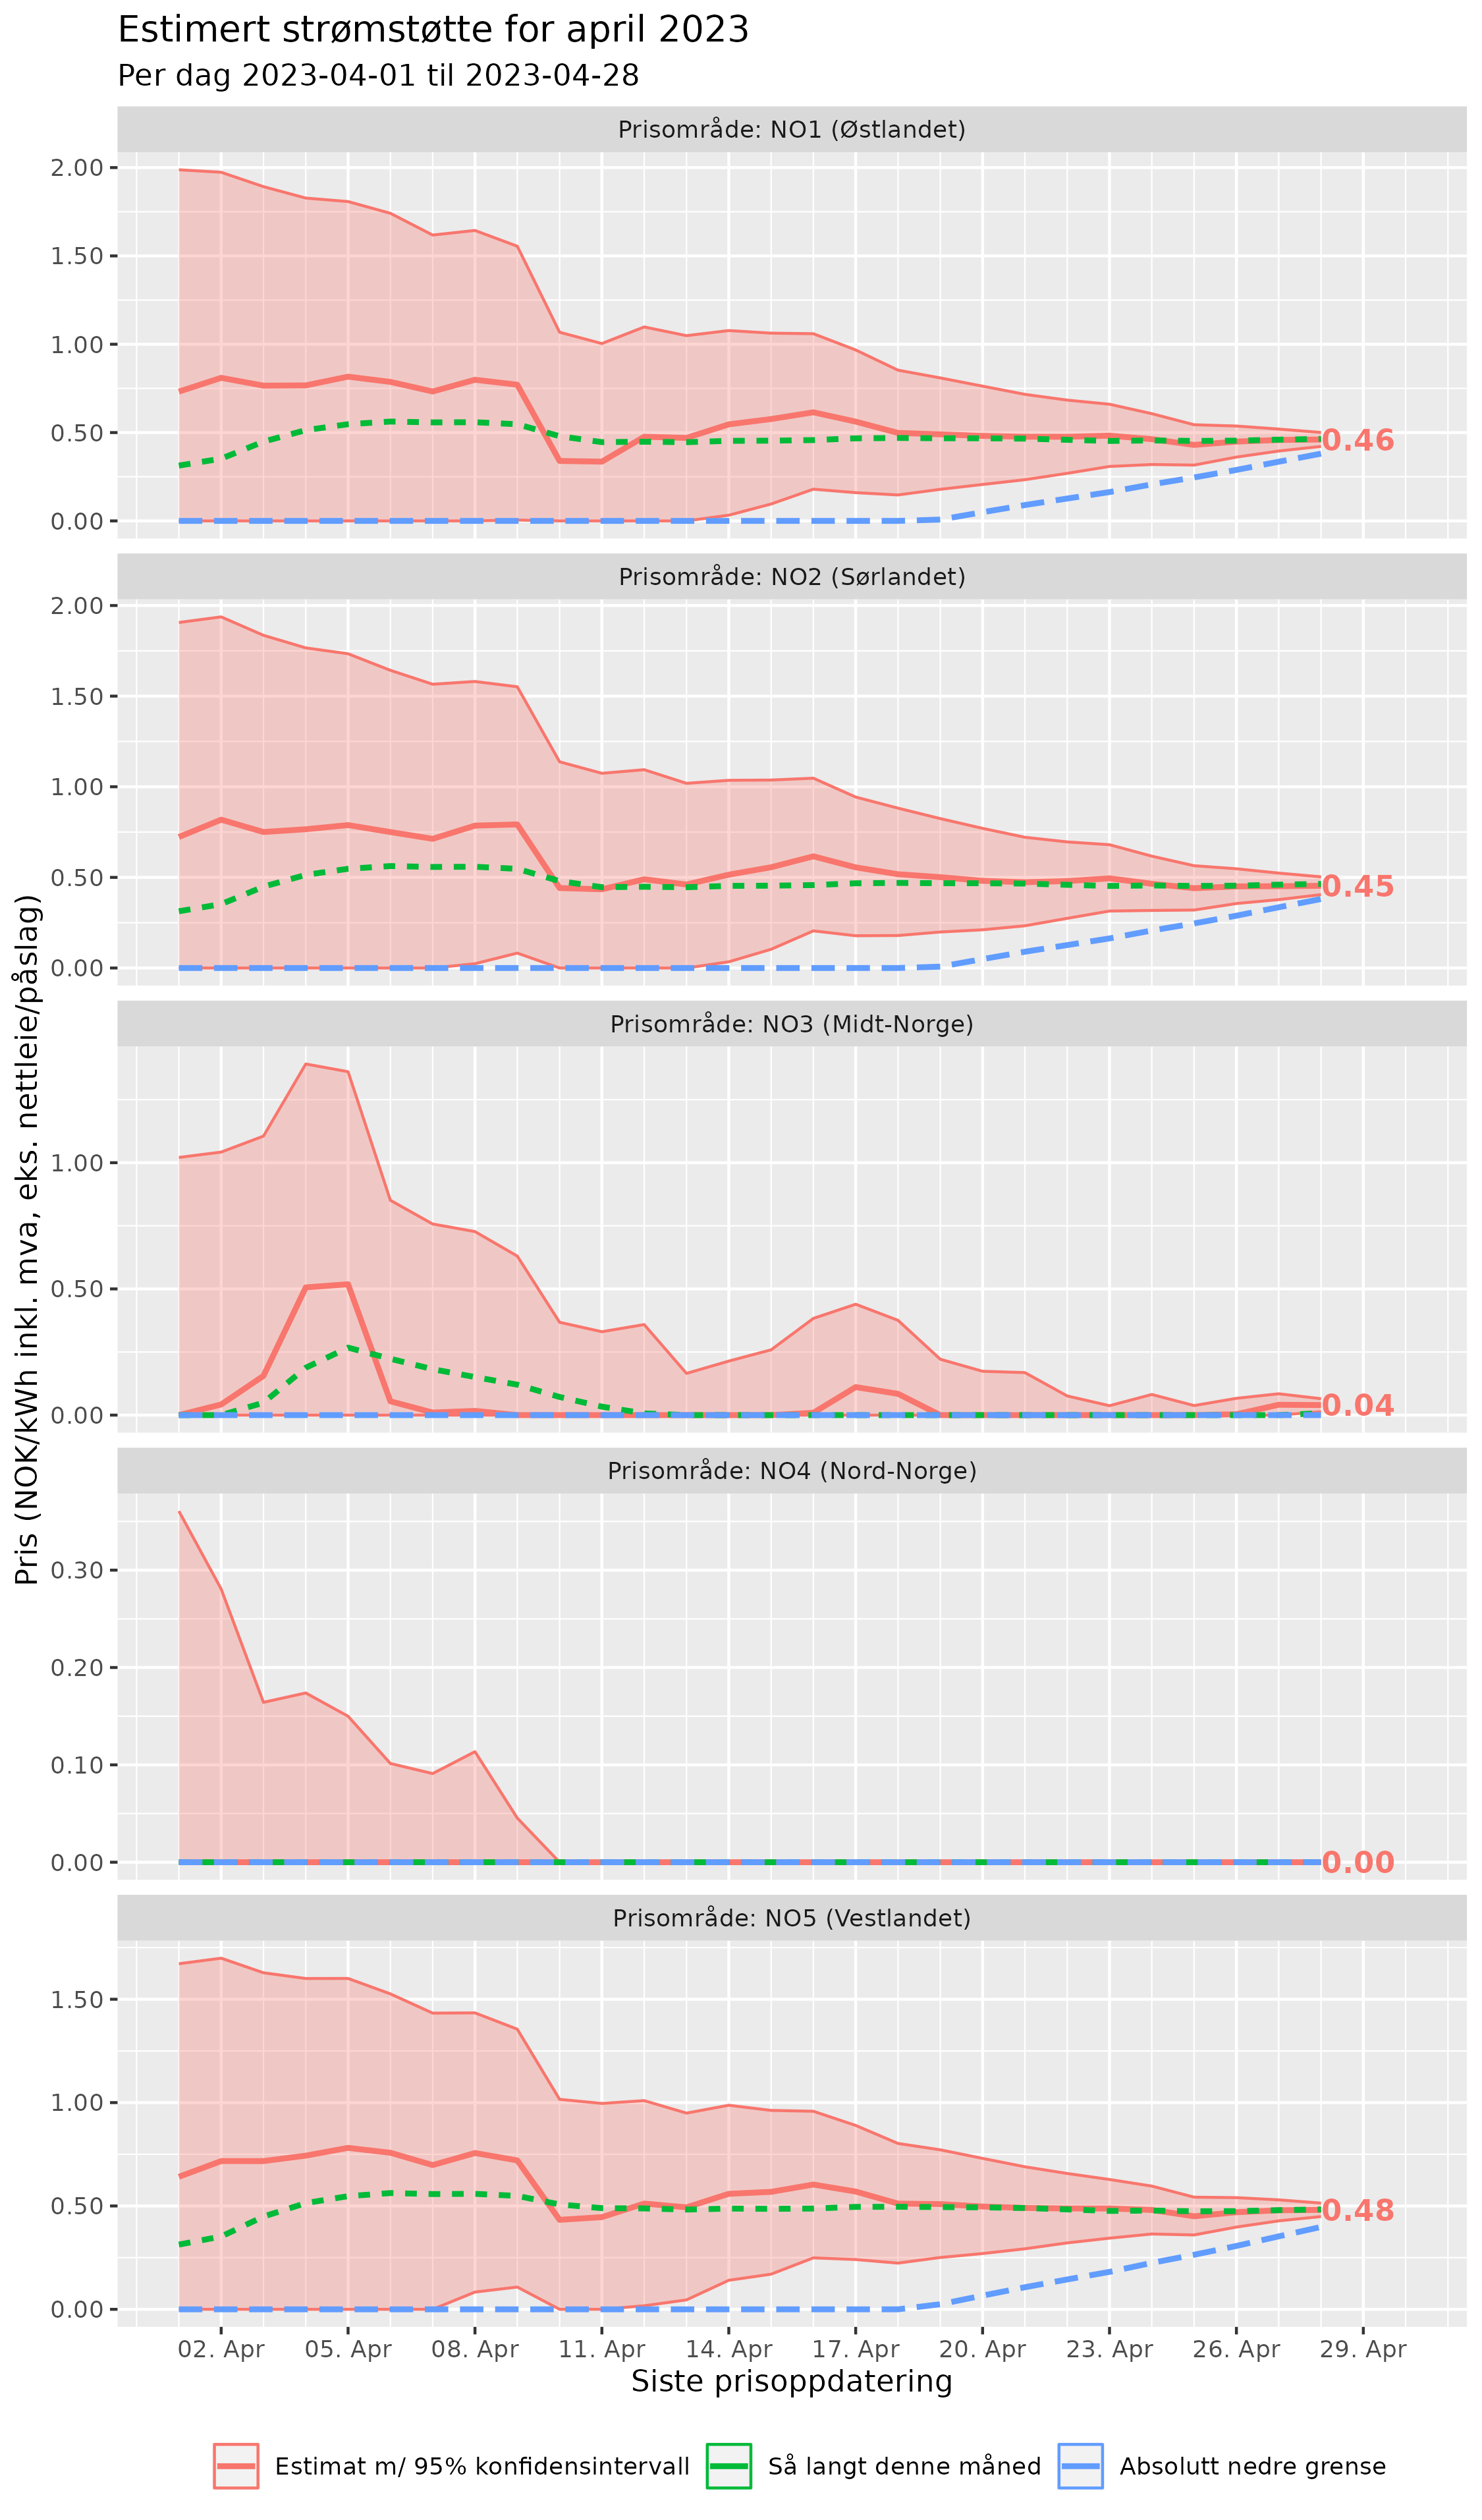 Estimert strømstøtte for april 2023
Per dag 2023-04-01 til 2023-04-28
Prisområde: NO1 (Østlandet)
2.00
1.50
1.00
0.50
0.00
0.46
Prisområde: NO2 (Sørlandet)
2.00
1.50
1.00
0.50
0.00
0.45
Prisområde: NO3 (Midt-Norge)
1.00
0.50
0.00
0.04
Prisområde: NO4 (Nord-Norge)
0.30
0.20
0.10
0.00
0.00
Prisområde: NO5 (Vestlandet)
1.50
1.00
0.50
0.00
0.48
Pris (NOK/kWh inkl. mva, eks. nettleie/påslag)
02. Apr 05. Apr 08. Apr 11. Apr 14. Apr 17. Apr 20. Apr 23. Apr 26. Apr 29. Apr
Siste prisoppdatering
Estimat m/ 95% konfidensintervall Så langt denne måned Absolutt nedre grense